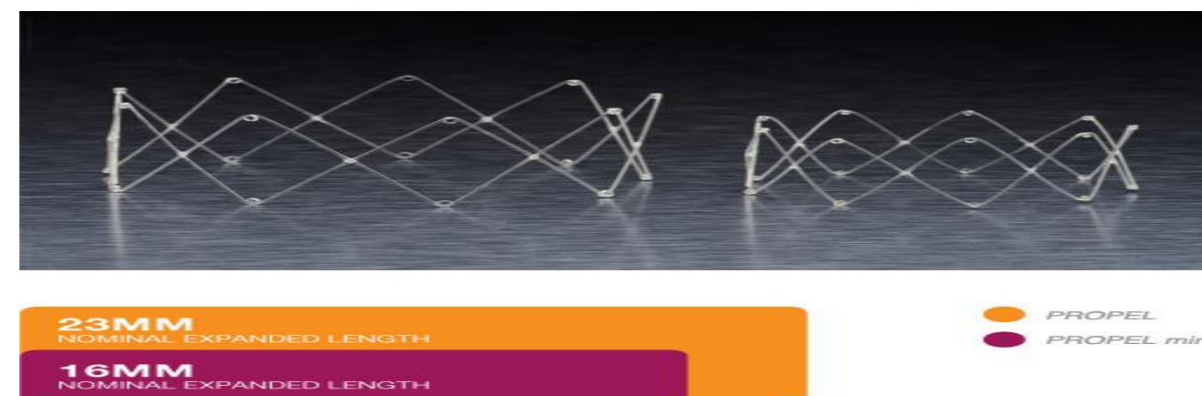 23MM
NOMINAL EXPANDED LENGTH
16MM
NOMINAL EXPANDED LENGTH
PROPEL
PROPEL